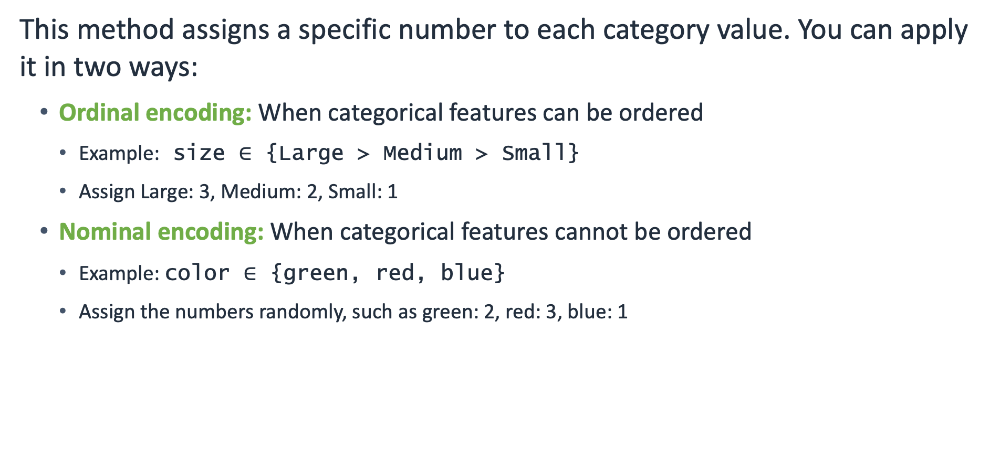 This method assigns a specific number to each category value. You can apply
it in two ways:
• Ordinal encoding: When categorical features can be ordered
• Example: size ∈ {Large > Medium > Small}
• Assign Large: 3, Medium: 2, Small: 1
• Nominal encoding: When categorical features cannot be ordered
• Example: color ∈ {green, red, blue}
• Assign the numbers randomly, such as green: 2, red: 3, blue: 1